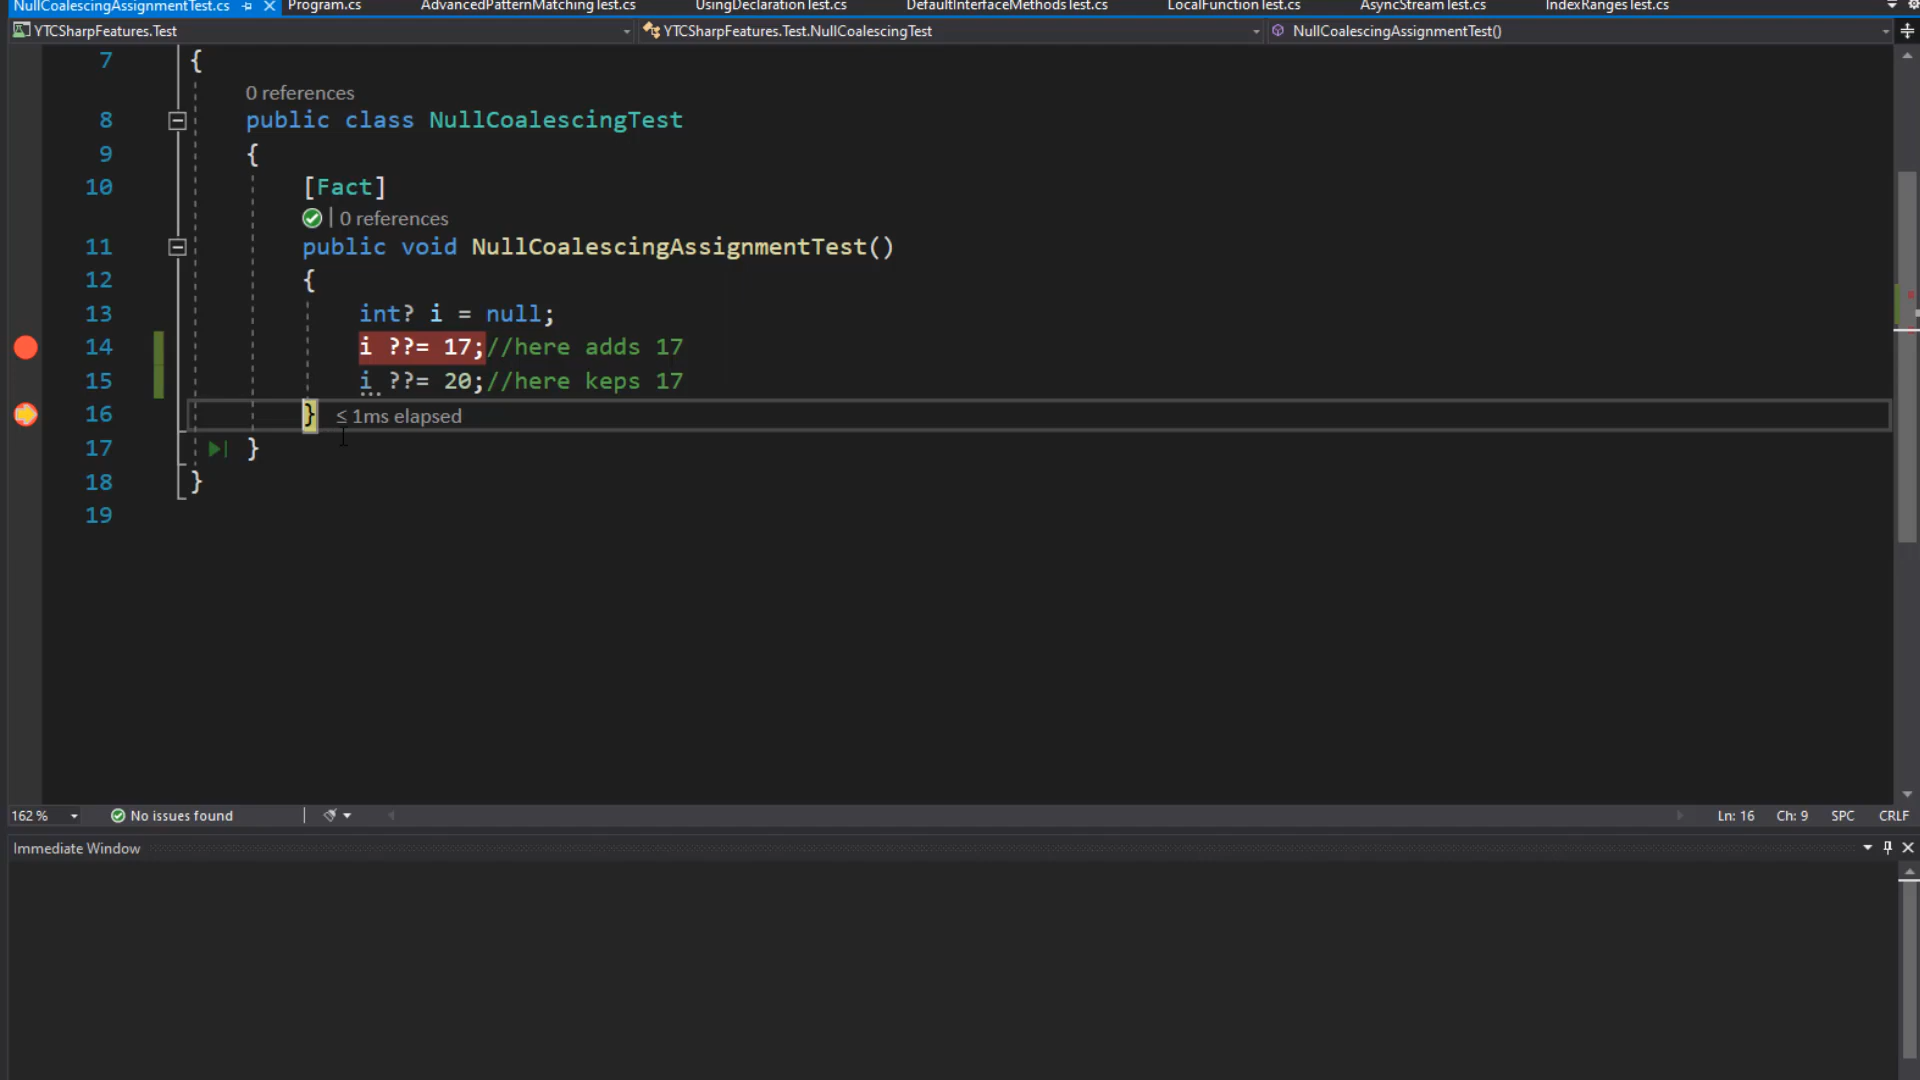 NullCoalescingAssignmentTest.cs Program.cs AdvancedPatternMatchingTest.cs UsingDeclarationTest.cs DefaultInterfaceMethodsTest.cs LocalFunctionTest.cs AsyncStreamTest.cs IndexRangesTest.cs
YTCSharpFeatures.Test YTCSharpFeatures.Test.NullCoalescingTest NullCoalescingAssignmentTest()
7 {
0 references
8 public class NullCoalescingTest
9 {
10 [Fact]
| 0 references
11 public void NullCoalescingAssignmentTest()
12 {
13 int? i = null;
14 i ??= 17;//here adds 17
15 i ??= 20;//here keps 17
16 } ≤ 1ms elapsed
17 }
18 }
19
162 % No issues found Ln: 16 Ch: 9 SPC CRLF
Immediate Window